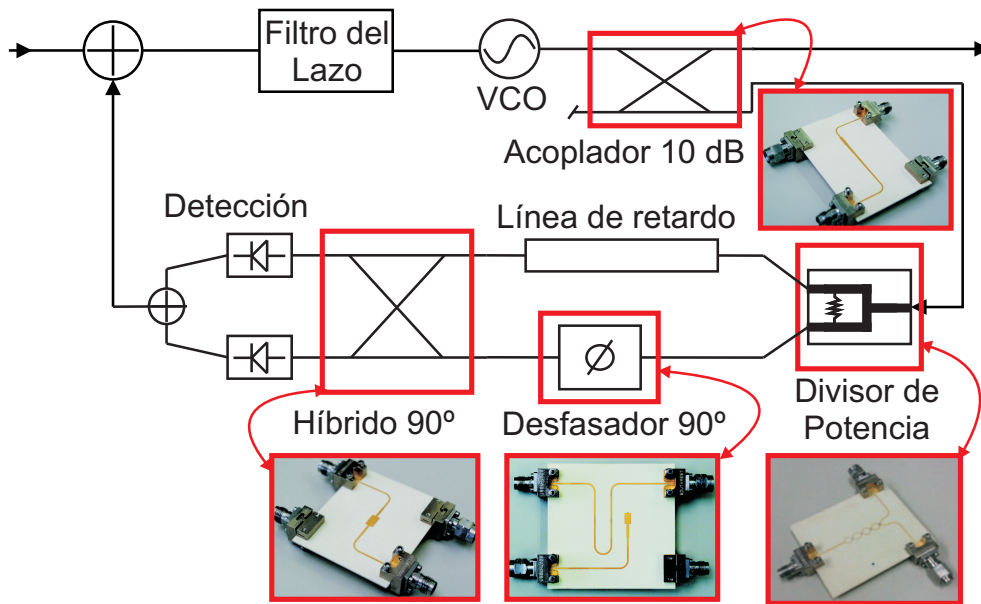 Filtro del
Lazo
VCO
Acoplador 10 dB
Detección
Línea de retardo
Híbrido 90º
Desfasador 90º
Divisor de
Potencia